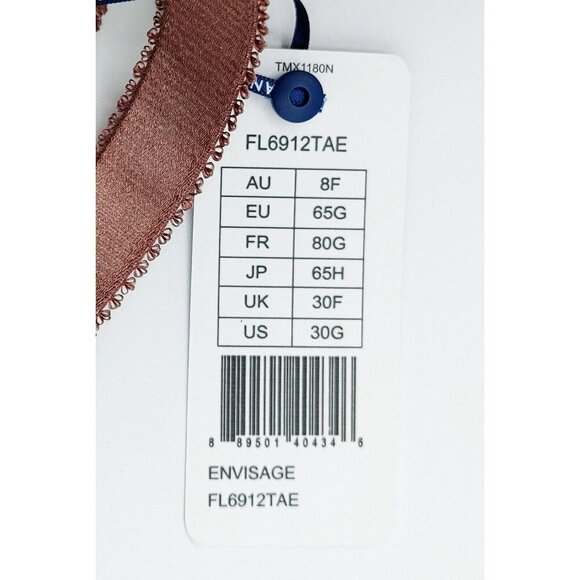 TMX1180N
FL6912TAE
AU 8F
EU 65G
FR 80G
JP 65H
UK 30F
US 30G
8 89501 40434 6
ENVISAGE
FL6912TAE